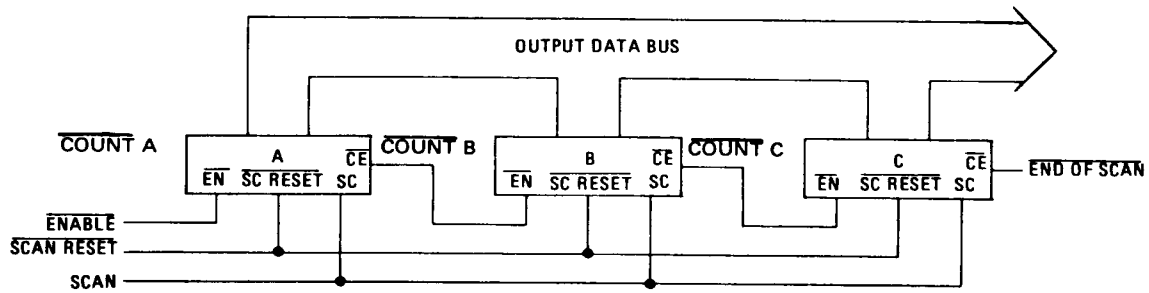 OUTPUT DATA BUS
COUNT A
A
CE
EN
SC RESET
SC
COUNT B
B
CE
EN
SC RESET
SC
COUNT C
C
CE
EN
SC RESET
SC
END OF SCAN
ENABLE
SCAN RESET
SCAN